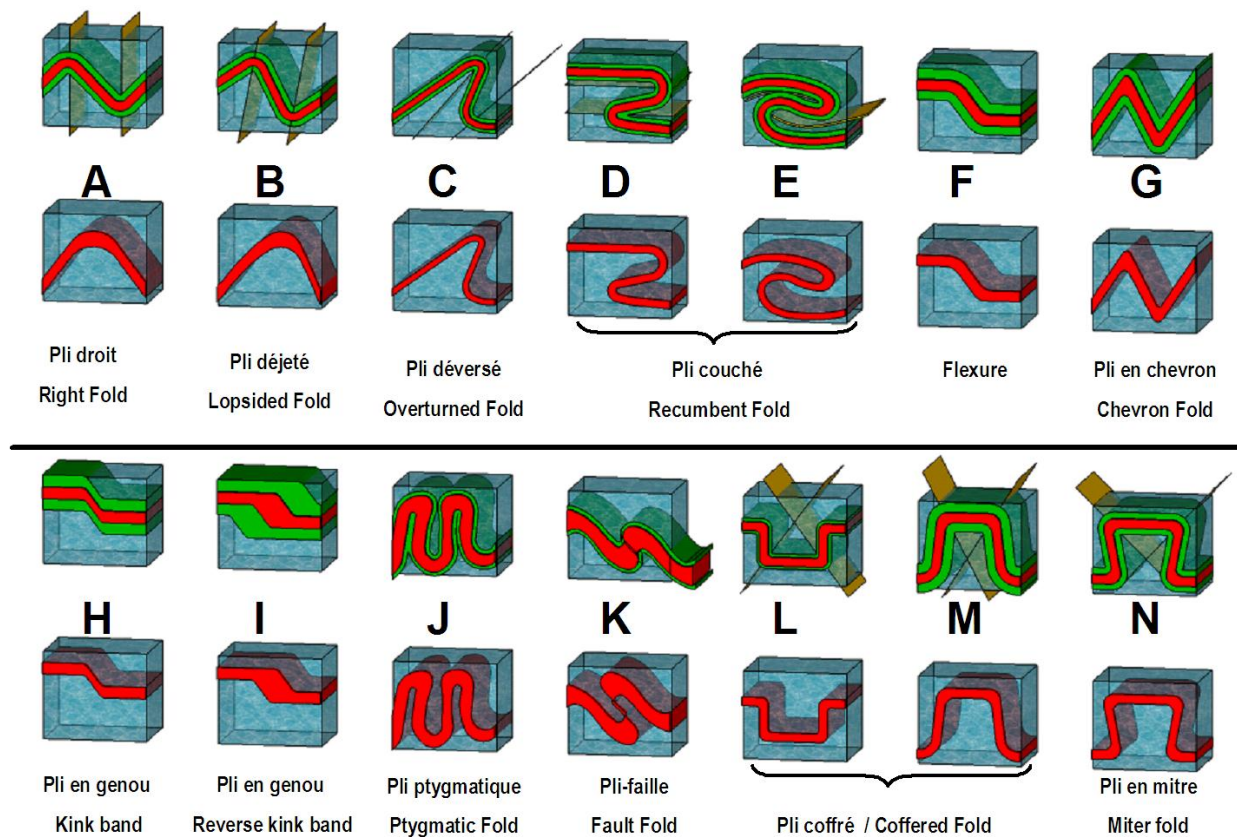 A B C D E F G
Pli droit
Right Fold
Pli déjeté
Lopsided Fold
Pli déversé
Overturned Fold
Pli couché
Recumbent Fold
Flexure
Pli en chevron
Chevron Fold
H I J K L M N
Pli en genou
Kink band
Pli en genou
Reverse kink band
Pli ptygmatique
Ptygmatic Fold
Pli-faille
Fault Fold
Pli coffré / Coffered Fold
Pli en mitre
Miter fold